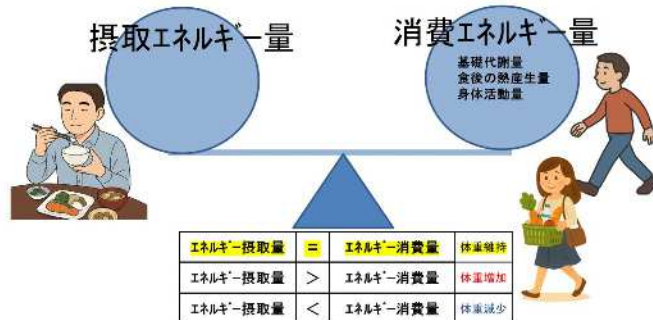 摂取エネルギー量
消費エネルギー量
基礎代謝量
食後の熱産生量
身体活動量
エネルギー摂取量 = エネルギー消費量 体重維持
エネルギー摂取量 > エネルギー消費量 体重増加
エネルギー摂取量 < エネルギー消費量 体重減少